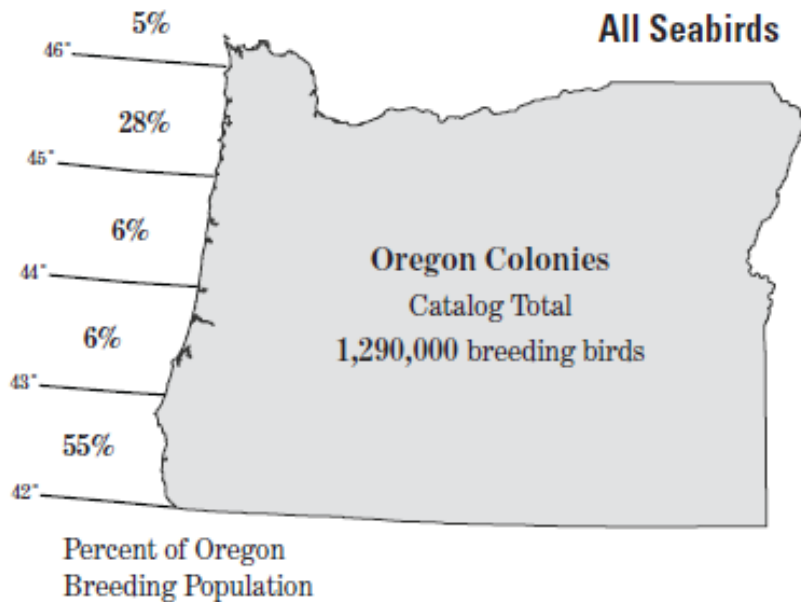 All Seabirds
5%
46°
28%
45°
6%
44°
6%
43°
55%
42°
Oregon Colonies
Catalog Total
1,290,000 breeding birds
Percent of Oregon
Breeding Population